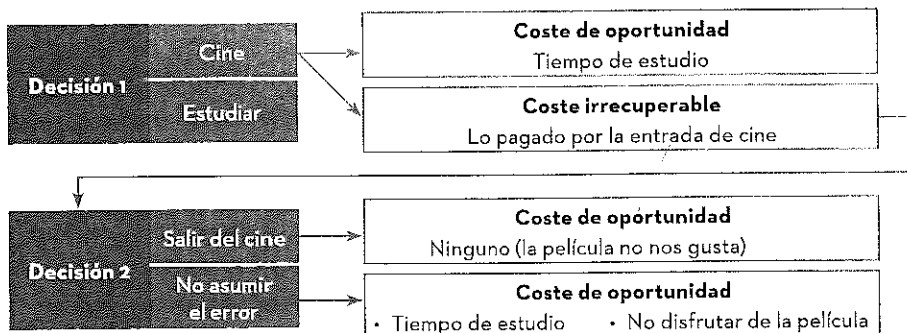 Decisión 1
Cine
Estudiar
Coste de oportunidad
Tiempo de estudio
Coste irrecuperable
Lo pagado por la entrada de cine
Decisión 2
Salir del cine
No asumir
el error
Coste de oportunidad
Ninguno (la película no nos gusta)
Coste de oportunidad
• Tiempo de estudio • No disfrutar de la película